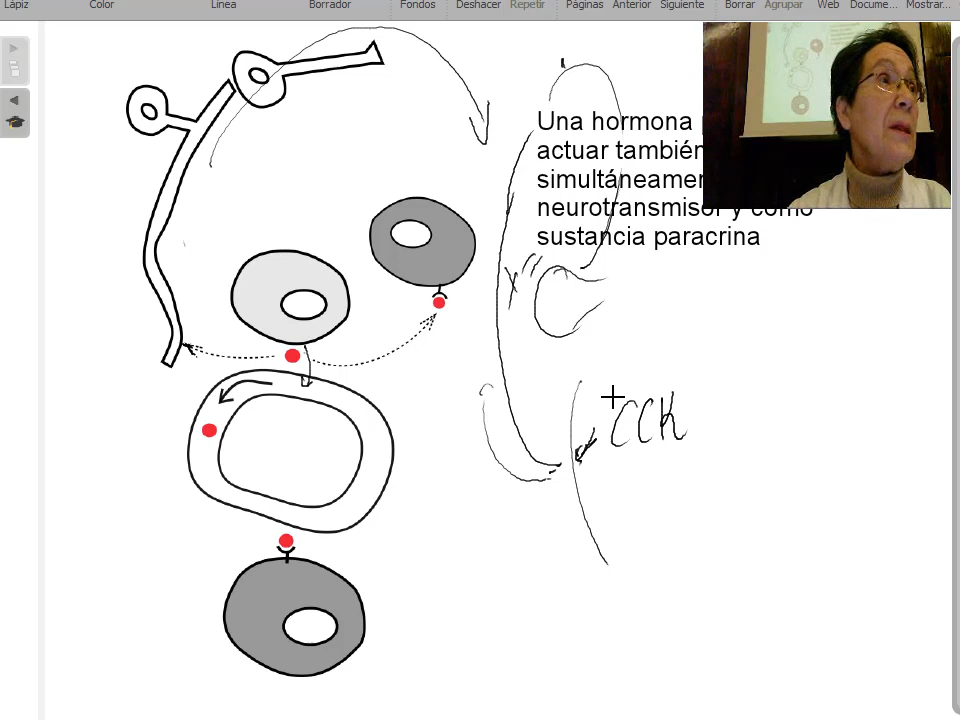 Lápiz Color Línea Borrador Fondos Deshacer Repetir Páginas Anterior Siguiente Borrar Agrupar Web Docume... Mostrar...
Una hormona
actuar también
simultáneamen
neurotransmisor y como
sustancia paracrina
CCK